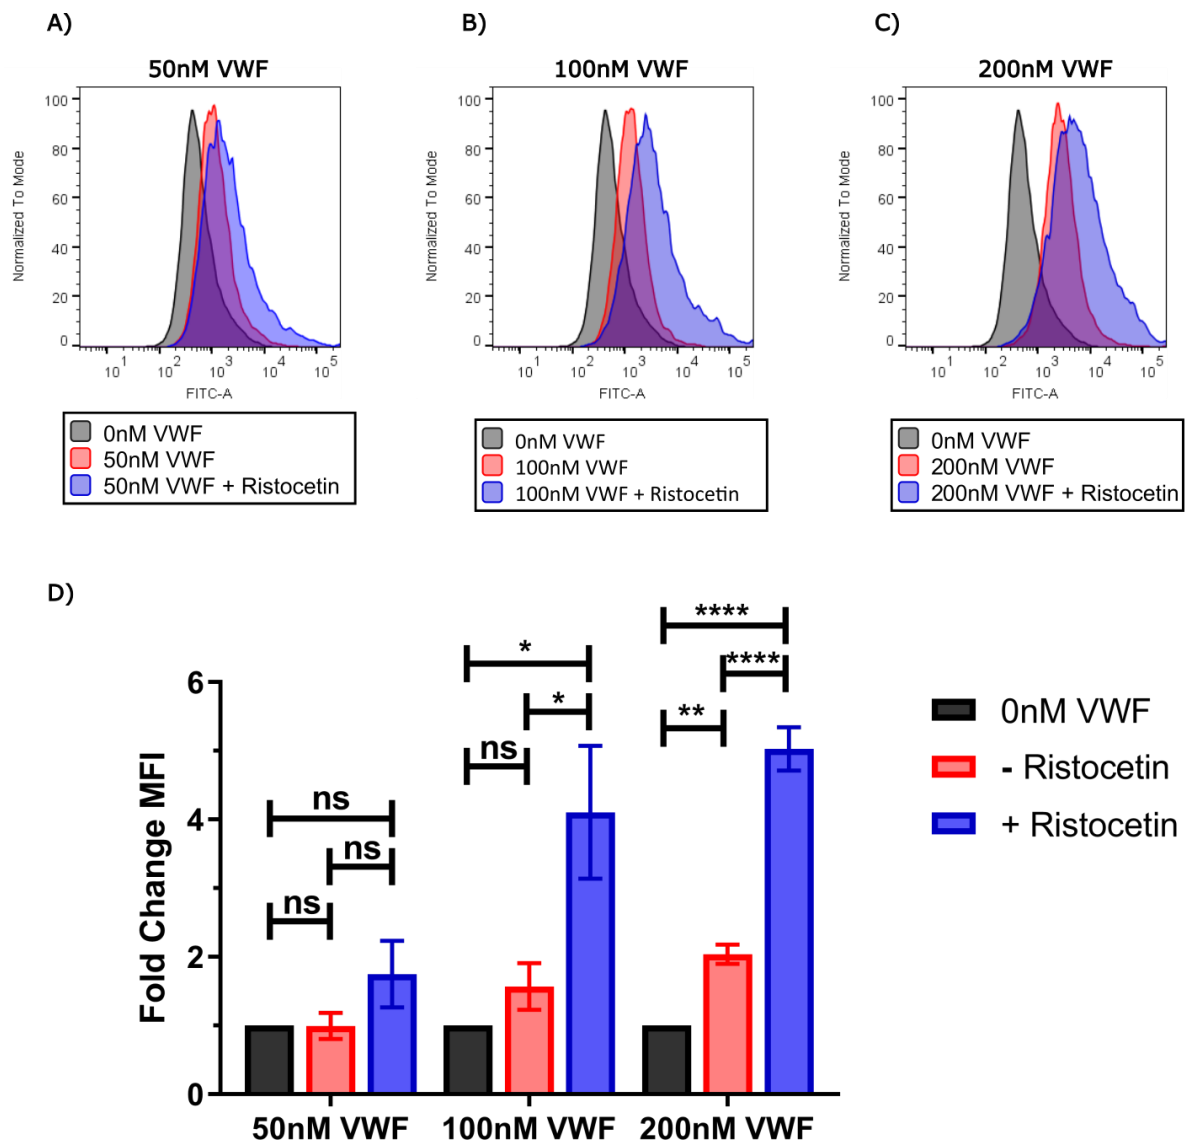 A)
50nM VWF
Normalized To Mode
100
80
60
40
20
0
10^1 10^2 10^3 10^4 10^5
FITC-A
0nM VWF
50nM VWF
50nM VWF + Ristocetin
B)
100nM VWF
Normalized To Mode
100
80
60
40
20
0
10^1 10^2 10^3 10^4 10^5
FITC-A
0nM VWF
100nM VWF
100nM VWF + Ristocetin
C)
200nM VWF
Normalized To Mode
100
80
60
40
20
0
10^1 10^2 10^3 10^4 10^5
FITC-A
0nM VWF
200nM VWF
200nM VWF + Ristocetin
D)
Fold Change MFI
6
4
2
0
ns
ns
ns
*
*
ns
****
****
**
50nM VWF 100nM VWF 200nM VWF
0nM VWF
- Ristocetin
+ Ristocetin